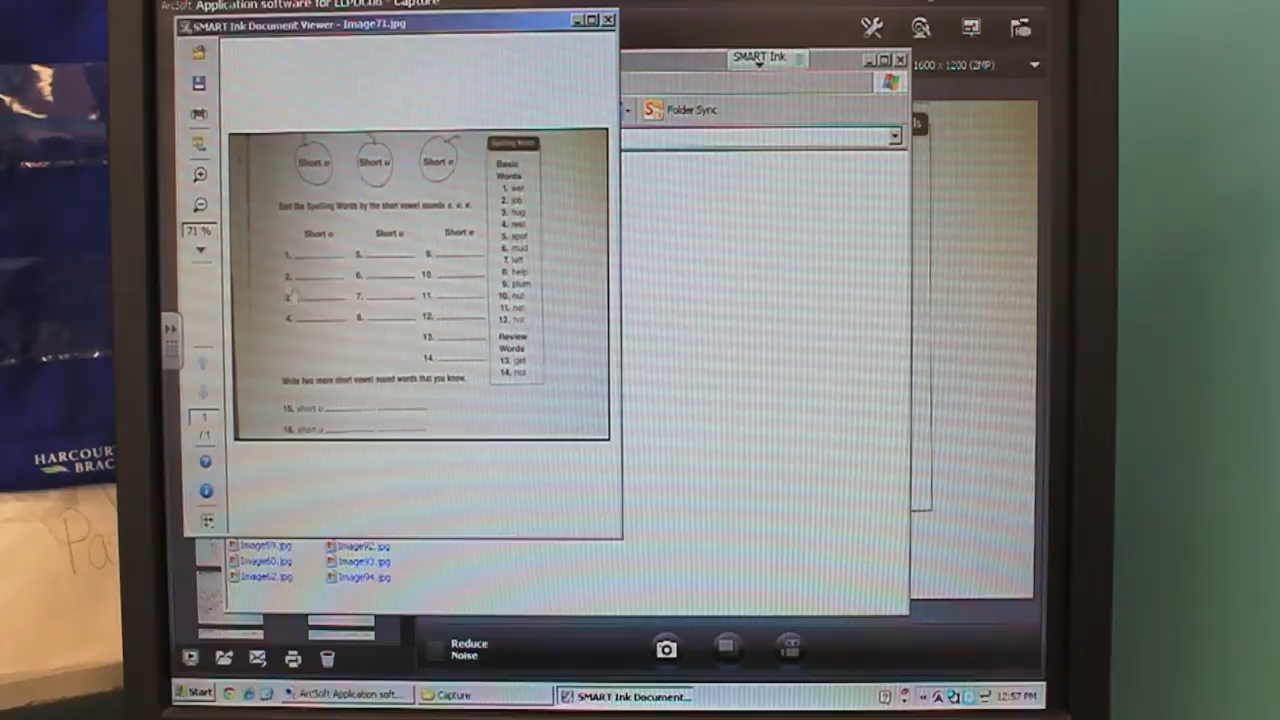 ArcSoft Application software for ELPDC06 - Capture
SMART Ink Document Viewer - Image71.jpg
SMART Ink
1600 x 1200 (2MP)
Folder Sync
71 %
1
/ 1
Short o
Short u
Short e
Spelling Words
Basic
Words
1. wet
2. job
3. hug
4. rest
5. spot
6. mud
7. left
8. help
9. plum
10. nut
11. net
12. hot
Review
Words
13. get
14. not
Sort the Spelling Words by the short vowel sounds o, u, e.
Short o Short u Short e
1. 5. 9.
2. 6. 10.
3. 7. 11.
4. 8. 12.
13.
14.
Write two more short vowel sound words that you know.
15. short o
16. short u
HARCOUR
BRAC
Pa
Image59.jpg Image92.jpg
Image60.jpg Image93.jpg
Image62.jpg Image94.jpg
Reduce
Noise
Start
ArcSoft Application soft...
Capture
SMART Ink Document...
12:57 PM